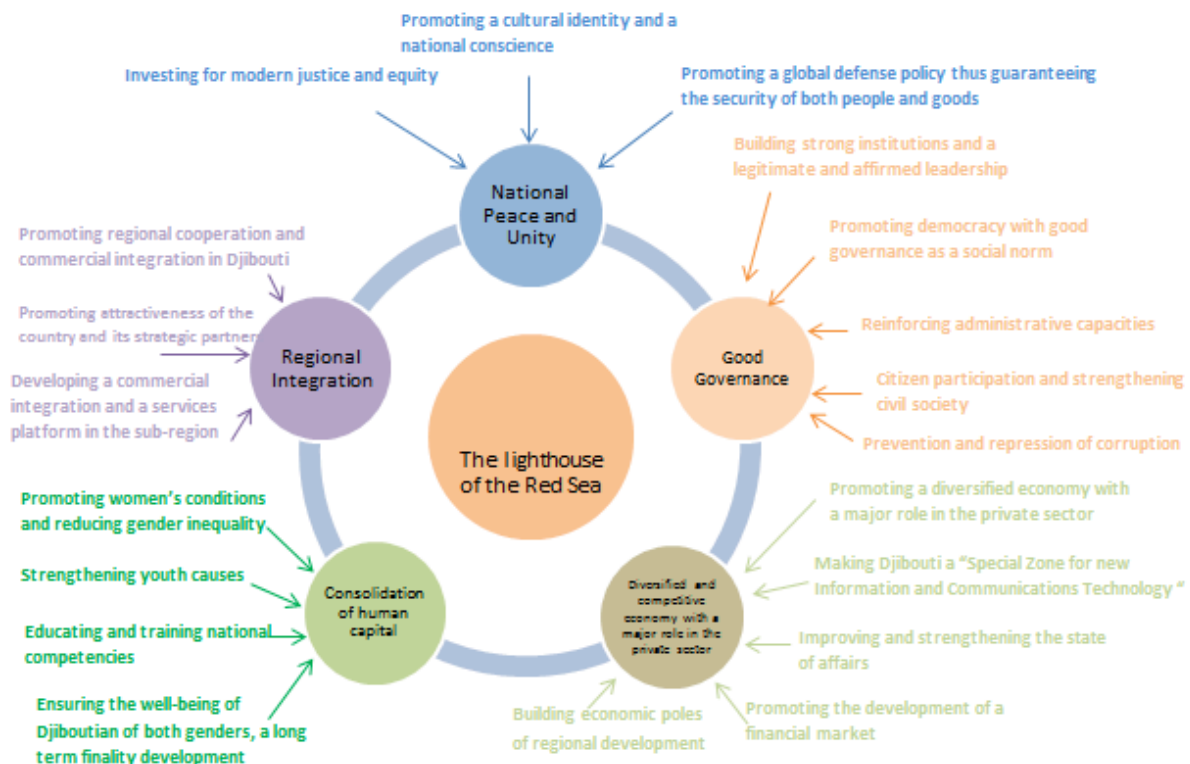 Promoting a cultural identity and a
national conscience
Investing for modern justice and equity
Promoting a global defense policy thus guaranteeing
the security of both people and goods
National
Peace and
Unity
Building strong institutions and a
legitimate and affirmed leadership
Promoting democracy with good
governance as a social norm
Reinforcing administrative capacities
Citizen participation and strengthening
civil society
Prevention and repression of corruption
Good
Governance
Promoting regional cooperation and
commercial integration in Djibouti
Promoting attractiveness of the
country and its strategic partner
Developing a commercial
integration and a services
platform in the sub-region
Regional
Integration
The lighthouse
of the Red Sea
Promoting women's conditions
and reducing gender inequality
Strengthening youth causes
Educating and training national
competencies
Ensuring the well-being of
Djiboutian of both genders, a long
term finality development
Consolidation
of human
capital
Diversified and
competitive
economy with a
major role in the
private sector
Promoting a diversified economy with
a major role in the private sector
Making Djibouti a "Special Zone for new
Information and Communications Technology "
Improving and strengthening the state
of affairs
Promoting the development of a
financial market
Building economic poles
of regional development